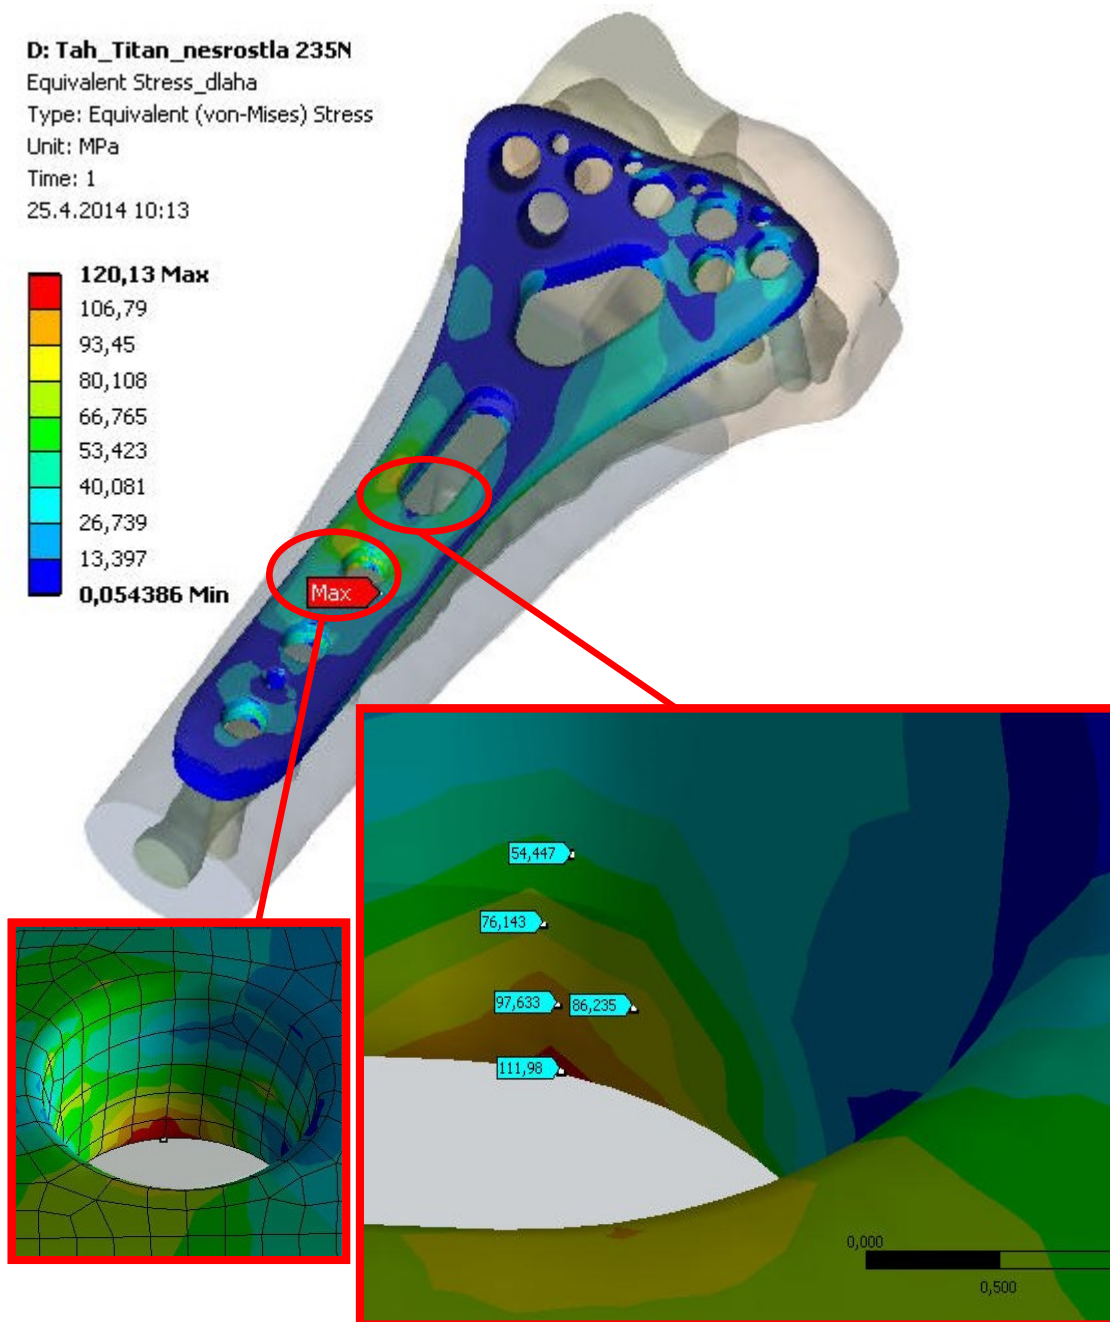 D: Tah_Titan_nesrostla 235N
Equivalent Stress_dlaha
Type: Equivalent (von-Mises) Stress
Unit: MPa
Time: 1
25.4.2014 10:13
120,13 Max
106,79
93,45
80,108
66,765
53,423
40,081
26,739
13,397
0,054386 Min
Max
54,447
76,143
97,633
86,235
111,98
0,000
0,500